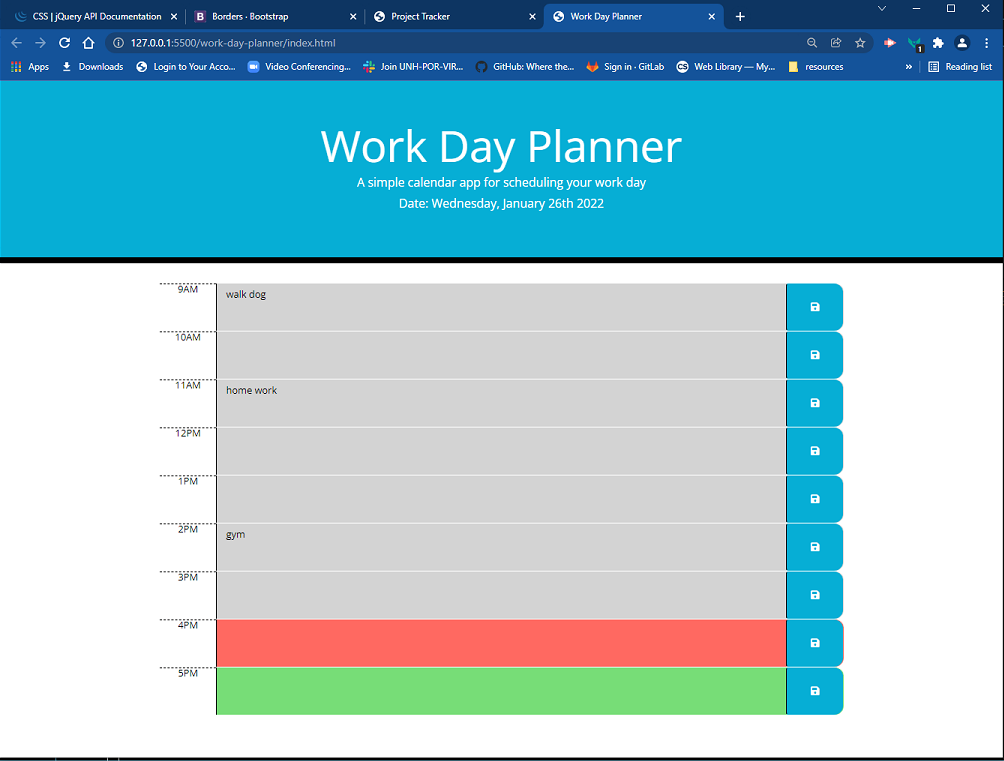 CSS | jQuery API Documentation
Borders · Bootstrap
Project Tracker
Work Day Planner
127.0.0.1:5500/work-day-planner/index.html
1
Apps
Downloads
Login to Your Acco...
Video Conferencing...
Join UNH-POR-VIR...
GitHub: Where the...
Sign in · GitLab
CS
Web Library — My...
resources
»
Reading list
Work Day Planner
A simple calendar app for scheduling your work day
Date: Wednesday, January 26th 2022
9AM
walk dog
10AM
11AM
home work
12PM
1PM
2PM
gym
3PM
4PM
5PM